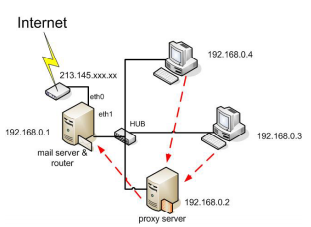 Internet
213.145.xxx.xx
eth0
eth1
192.168.0.1
mail server &
router
HUB
192.168.0.4
192.168.0.3
192.168.0.2
proxy server